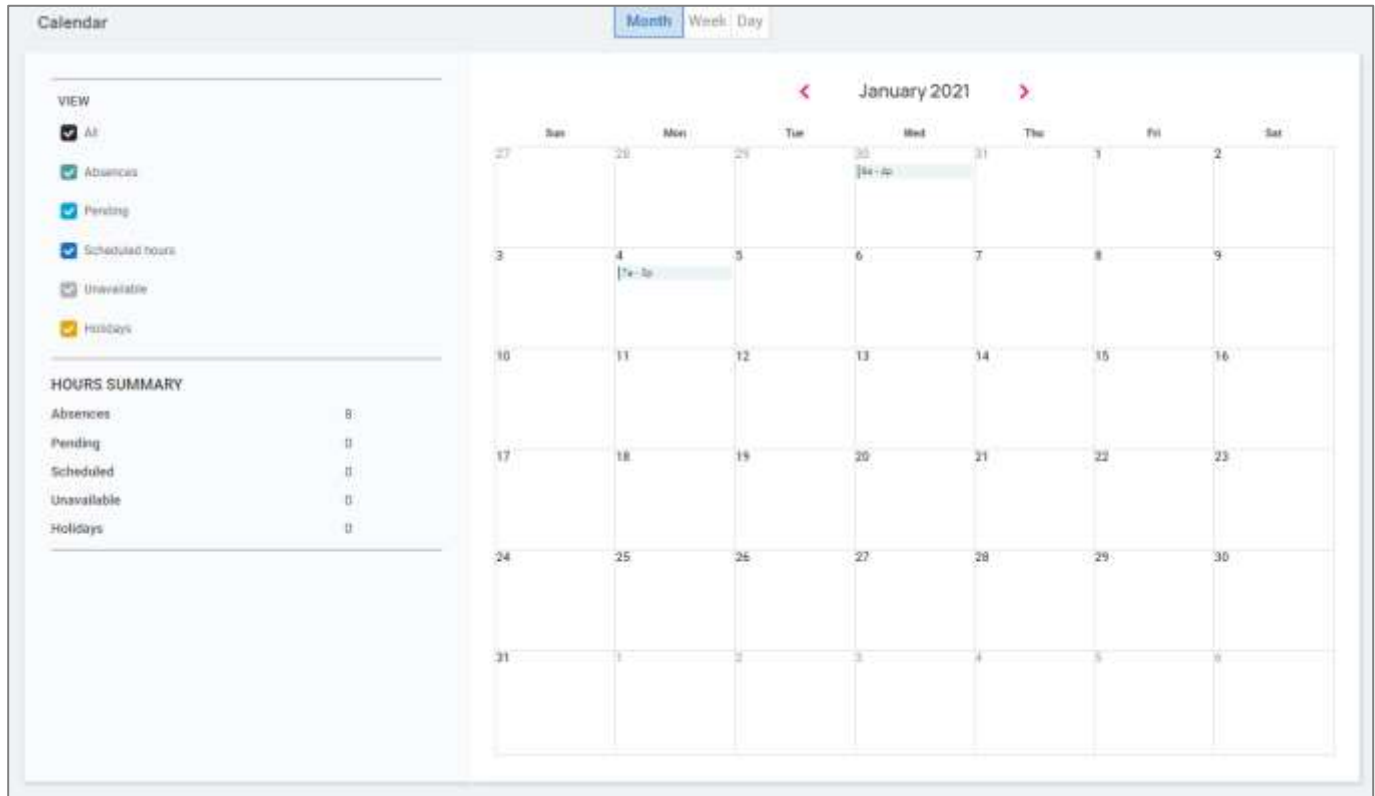 Calendar
Month Week Day
VIEW
All
Absences
Pending
Scheduled hours
Unavailable
Holidays
HOURS SUMMARY
Absences 8
Pending 0
Scheduled 0
Unavailable 0
Holidays 0
January 2021
Sun Mon Tue Wed Thu Fri Sat
27 28 29 30 31 1 2
3 4 5 6 7 8 9
10 11 12 13 14 15 16
17 18 19 20 21 22 23
24 25 26 27 28 29 30
31 1 2 3 4 5 6